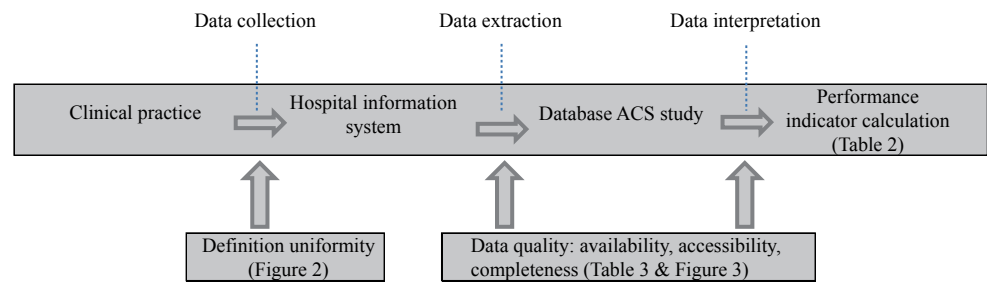 Data collection
Data extraction
Data interpretation
Clinical practice
Hospital information
system
Database ACS study
Performance
indicator calculation
(Table 2)
Definition uniformity
(Figure 2)
Data quality: availability, accessibility,
completeness (Table 3 & Figure 3)